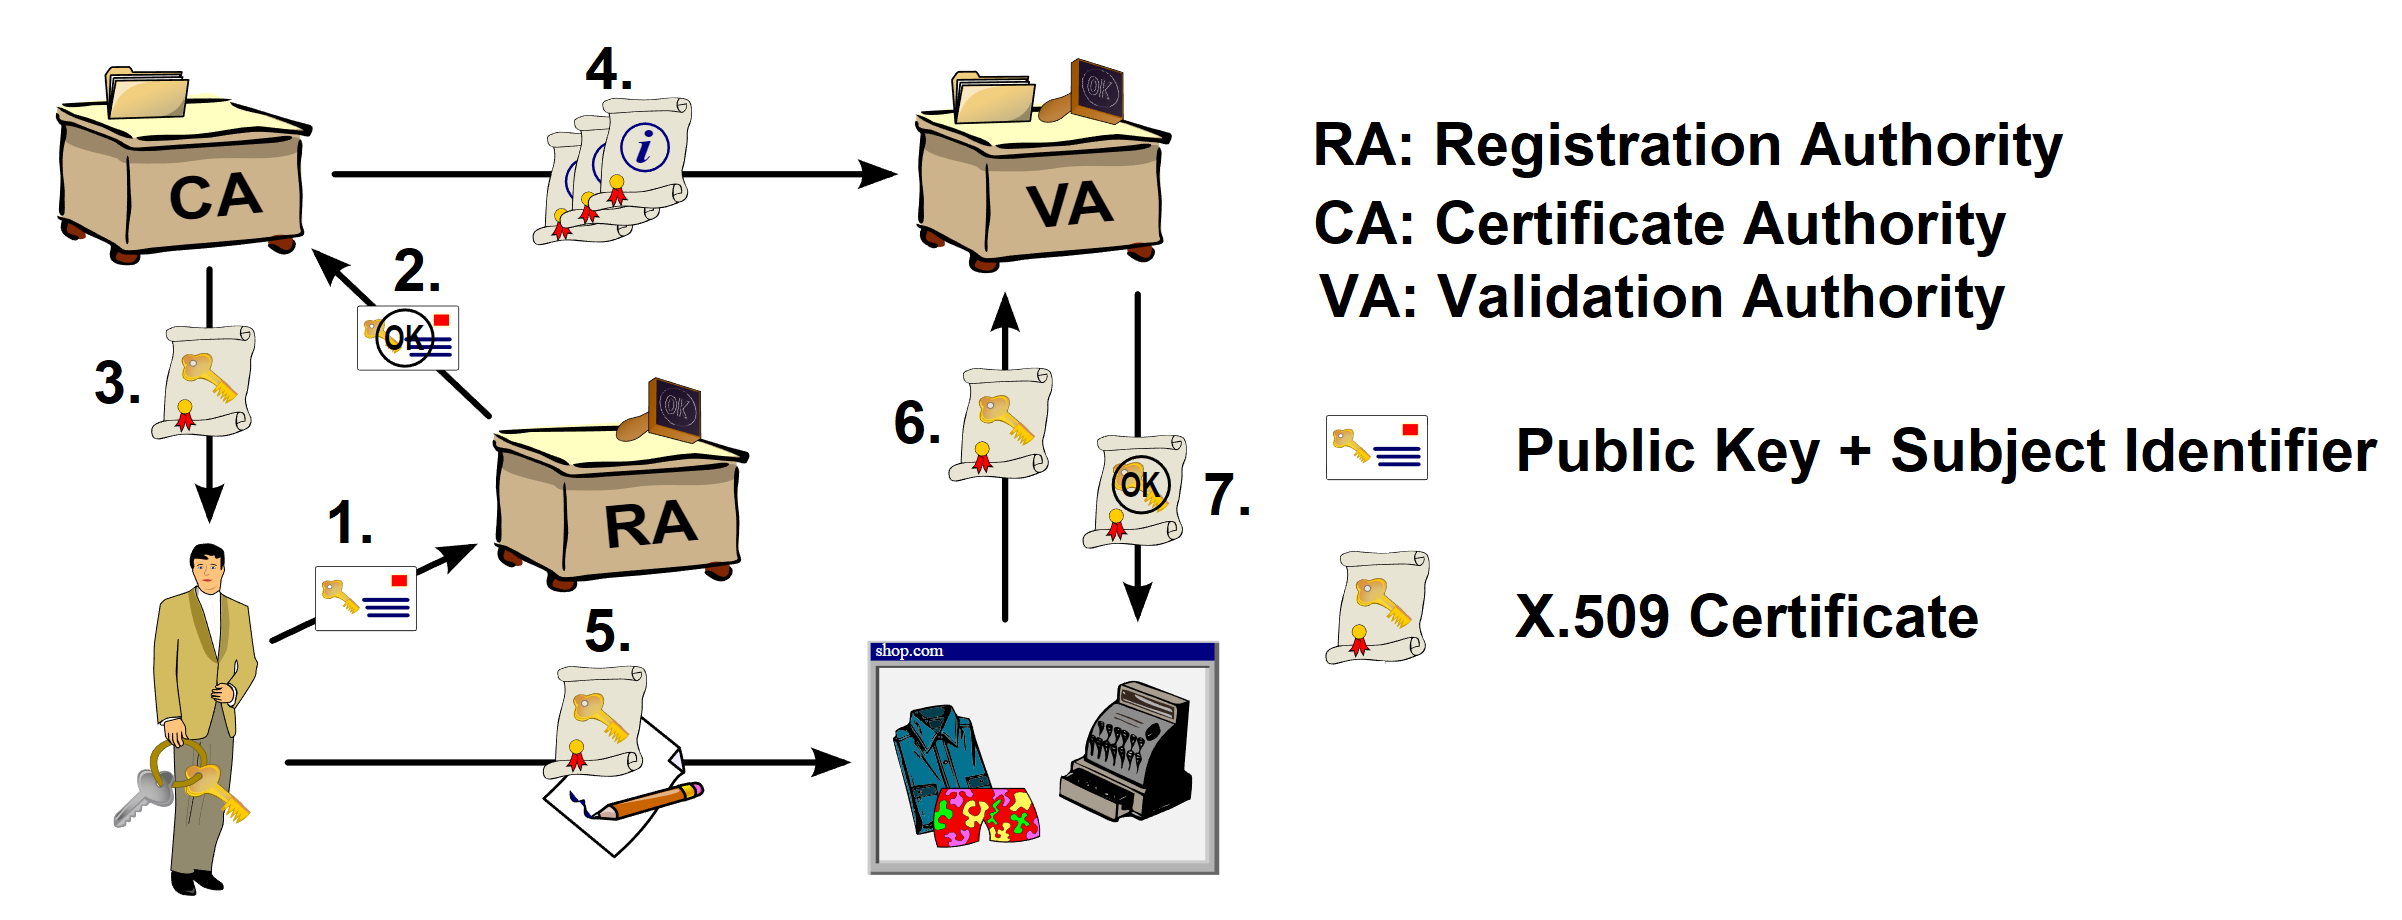 4.
OK
CA
VA
RA: Registration Authority
CA: Certificate Authority
VA: Validation Authority
i
2.
OK
3.
OK
6.
Public Key + Subject Identifier
OK
7.
1.
RA
5.
X.509 Certificate
shop.com